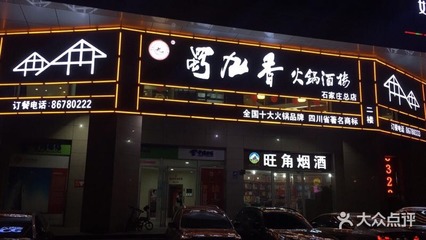 蜀九香 火锅酒楼
石家庄总店
订餐电话：86780222
全国十大火锅品牌 四川省著名商标
二楼
旺角烟酒
大众点评